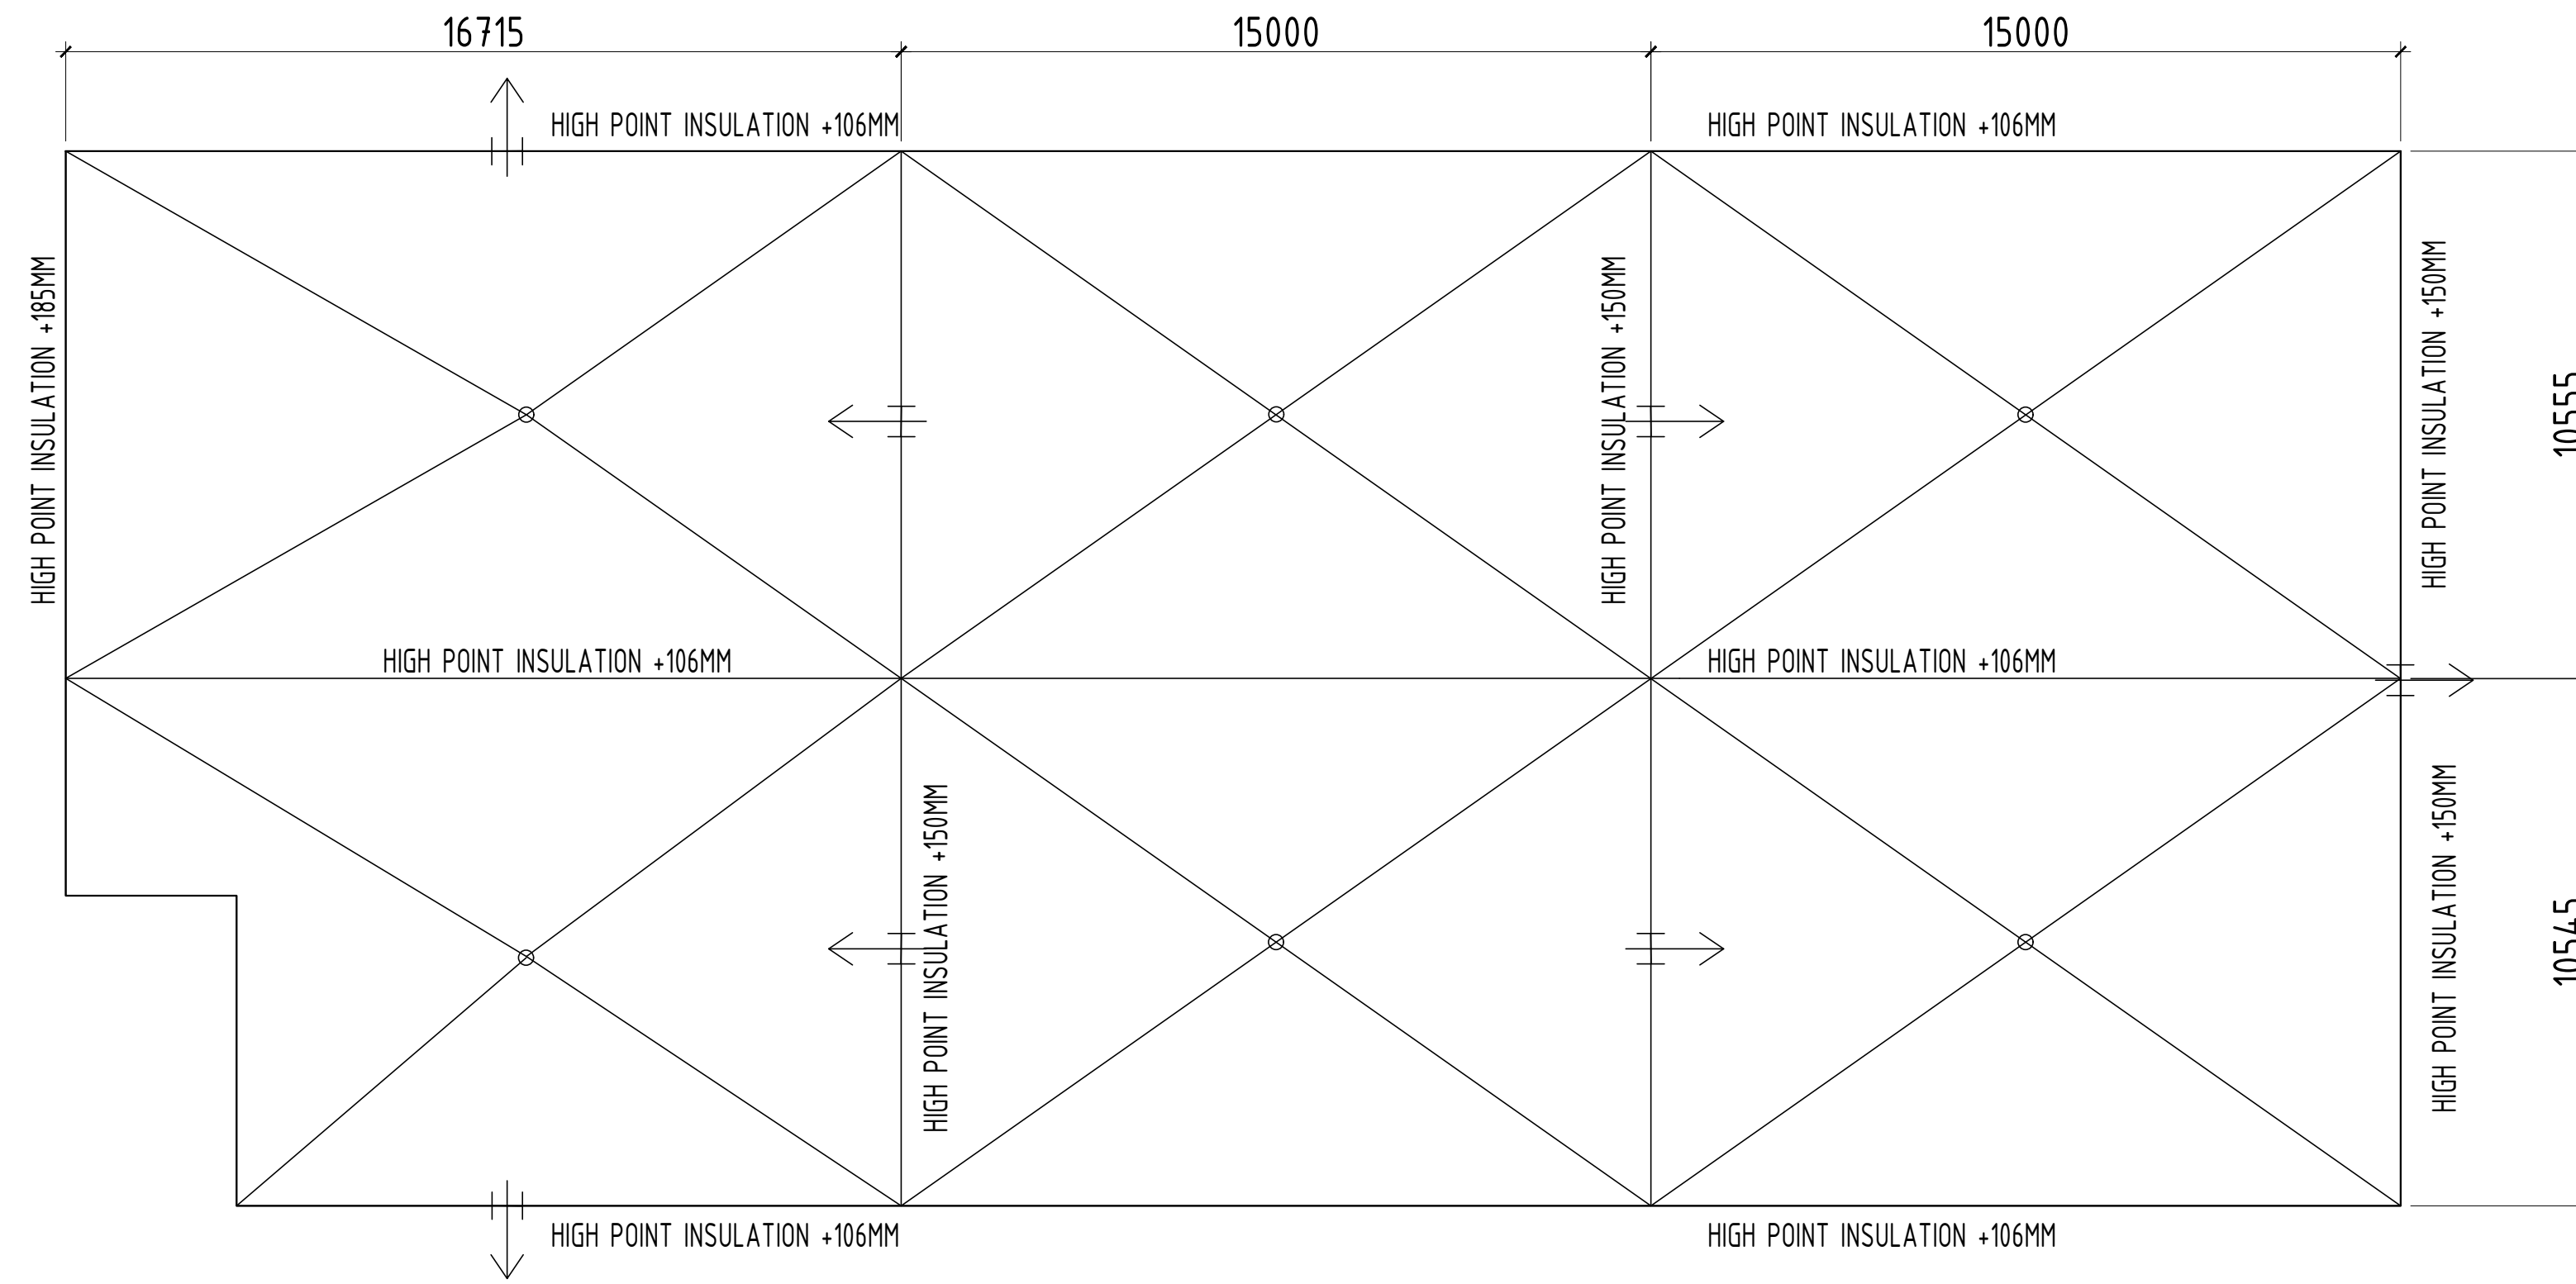 16715
15000
15000
HIGH POINT INSULATION +106MM
HIGH POINT INSULATION +106MM
HIGH POINT INSULATION +185MM
HIGH POINT INSULATION +150MM
HIGH POINT INSULATION +150MM
10555
HIGH POINT INSULATION +106MM
HIGH POINT INSULATION +106MM
HIGH POINT INSULATION +150MM
HIGH POINT INSULATION +150MM
10545
HIGH POINT INSULATION +106MM
HIGH POINT INSULATION +106MM